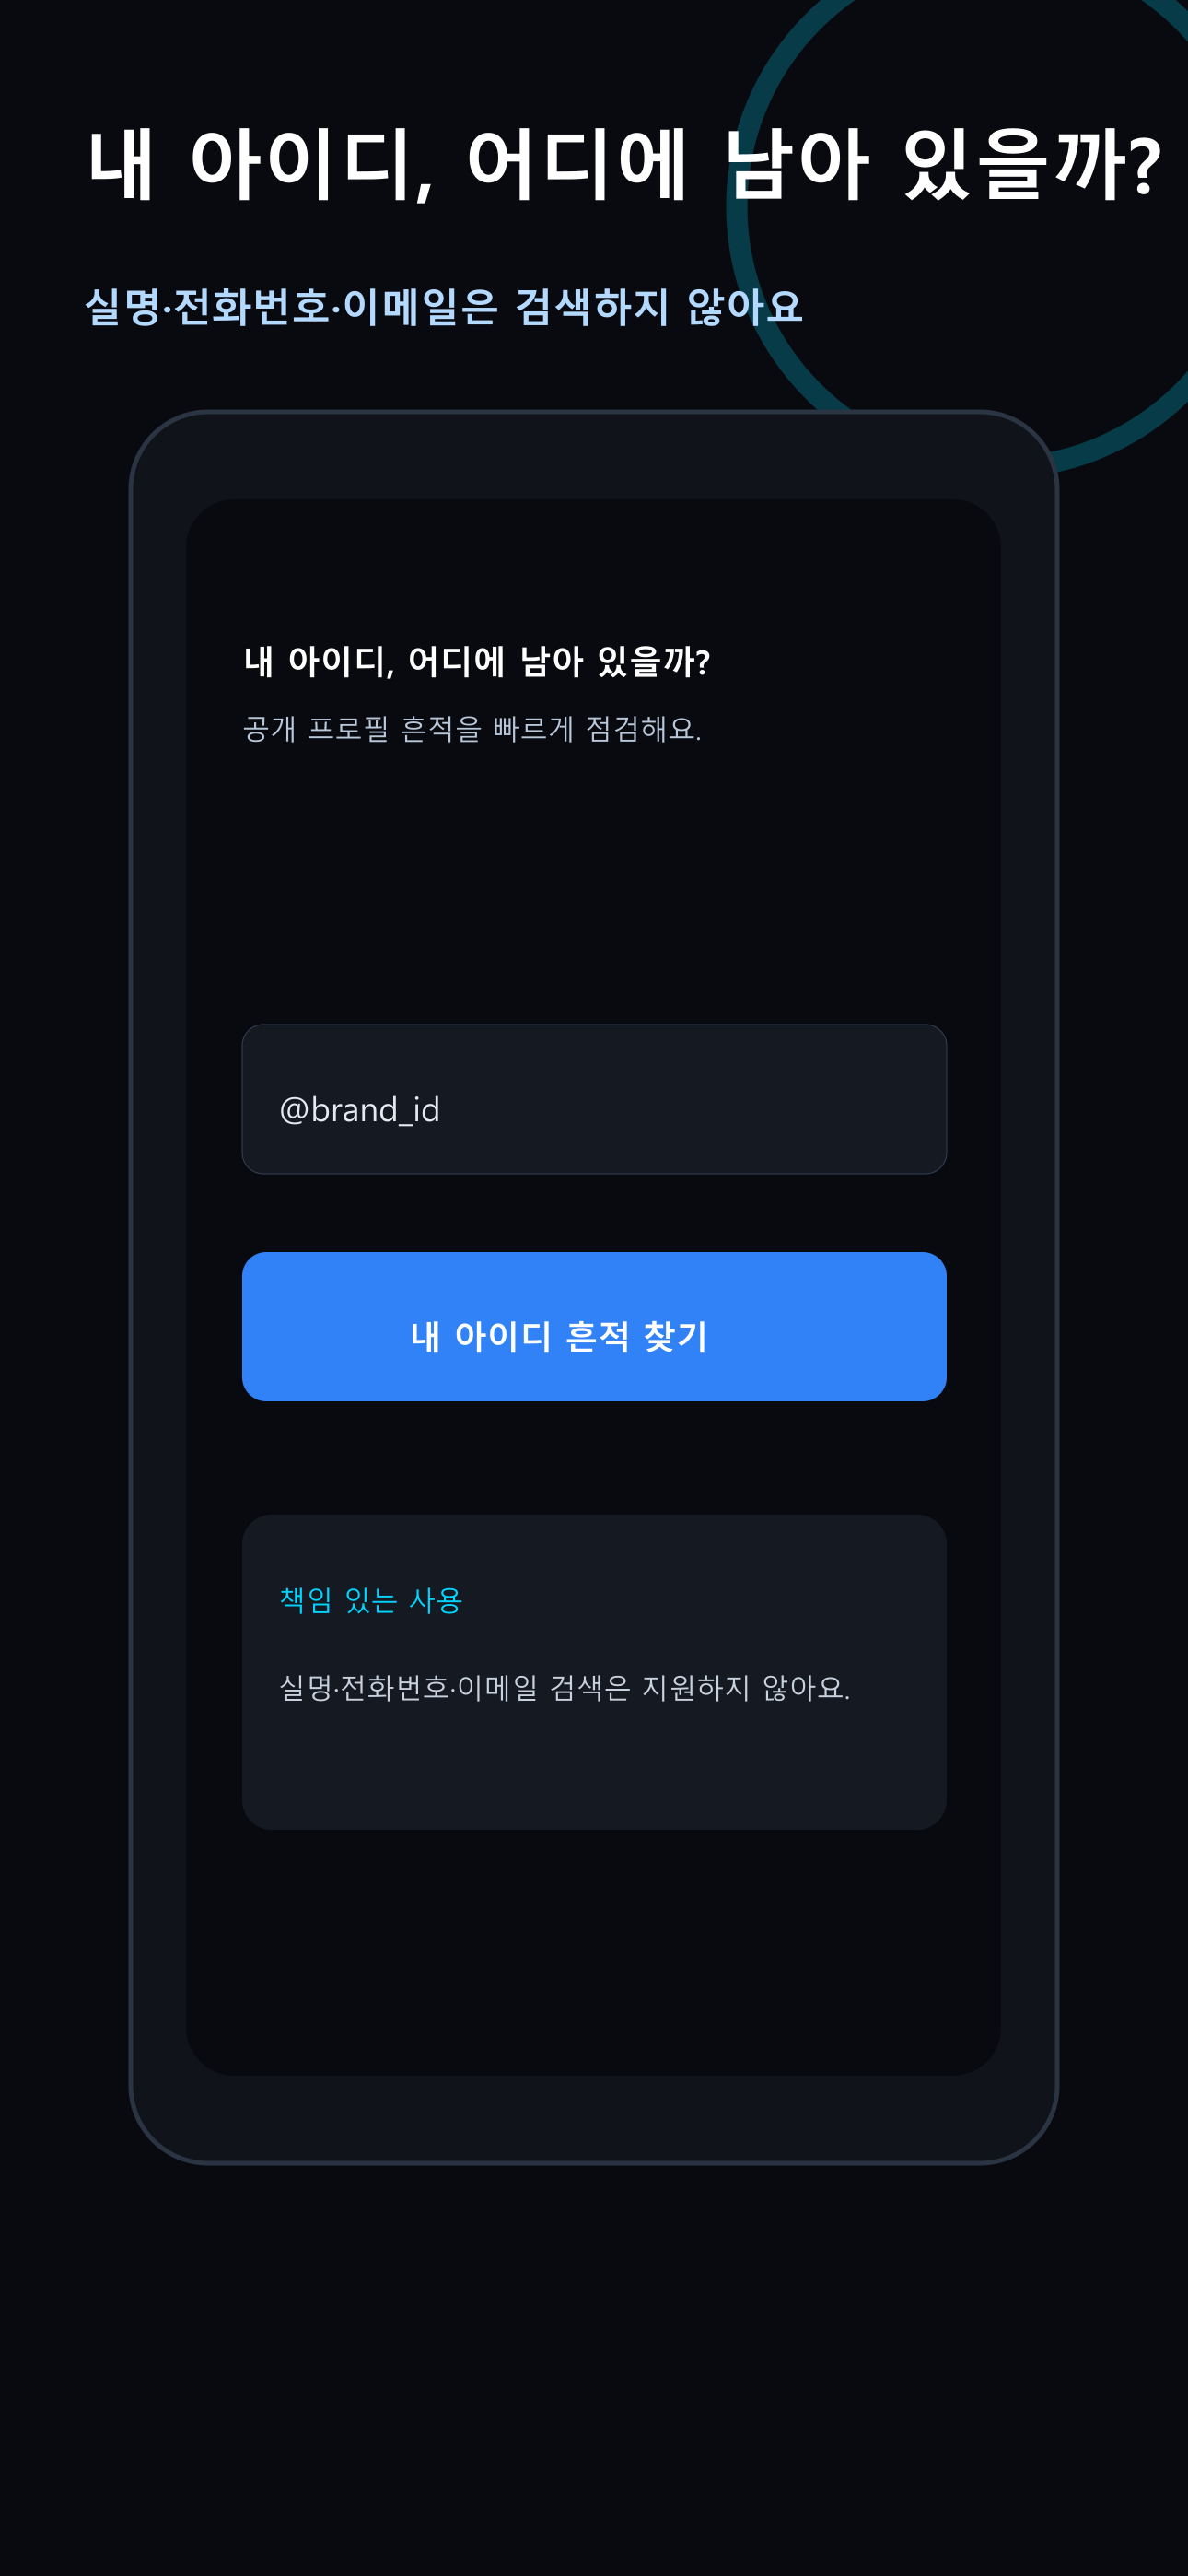 내 아이디, 어디에 남아 있을까?
실명·전화번호·이메일은 검색하지 않아요
내 아이디, 어디에 남아 있을까?
공개 프로필 흔적을 빠르게 점검해요.
@brand_id
내 아이디 흔적 찾기
책임 있는 사용
실명·전화번호·이메일 검색은 지원하지 않아요.